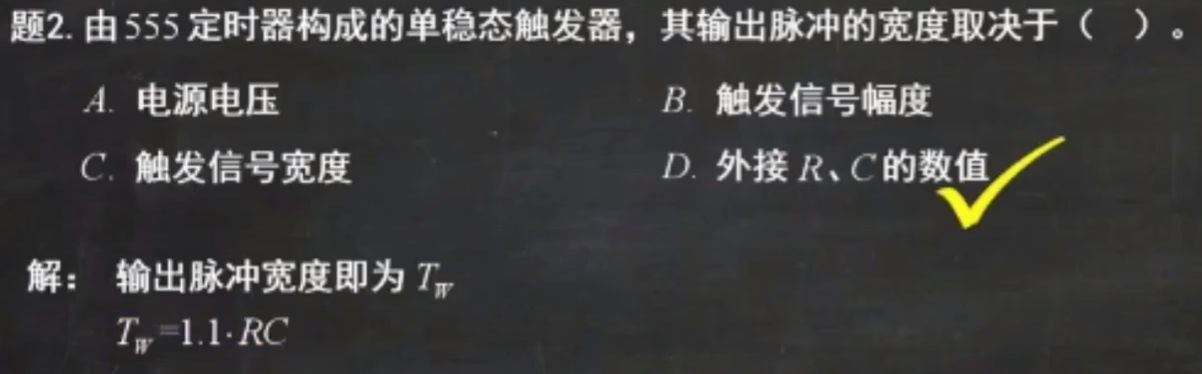 题2. 由555定时器构成的单稳态触发器，其输出脉冲的宽度取决于（ ）。
A. 电源电压 B. 触发信号幅度
C. 触发信号宽度 D. 外接R、C的数值
解： 输出脉冲宽度即为 T_W
T_W=1.1·RC